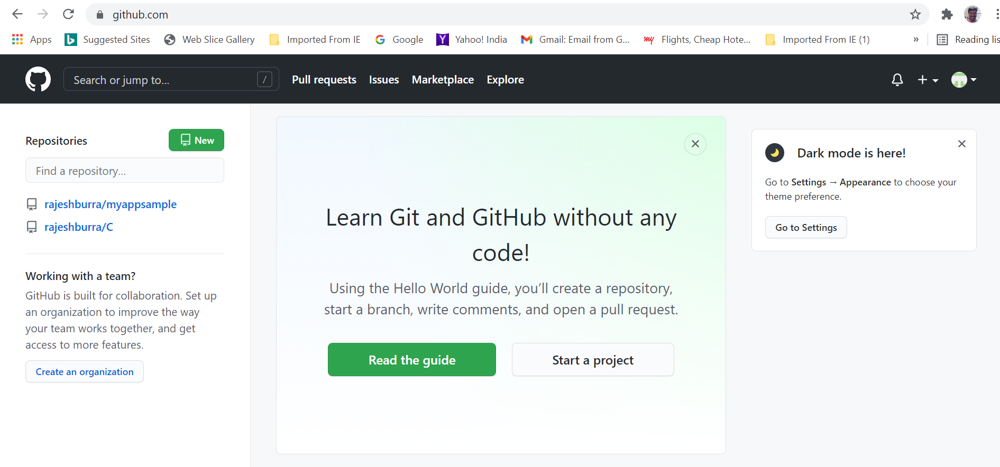 github.com
Apps Suggested Sites Web Slice Gallery Imported From IE Google Yahoo! India Gmail: Email from G... Flights, Cheap Hote... Imported From IE (1) » Reading lis
Search or jump to... / Pull requests Issues Marketplace Explore
Repositories
New
Find a repository...
rajeshburra/myappsample
rajeshburra/C
Working with a team?
GitHub is built for collaboration. Set up
an organization to improve the way
your team works together, and get
access to more features.
Create an organization
Learn Git and GitHub without any
code!
Using the Hello World guide, you’ll create a repository,
start a branch, write comments, and open a pull request.
Read the guide
Start a project
Dark mode is here!
Go to Settings → Appearance to choose your
theme preference.
Go to Settings